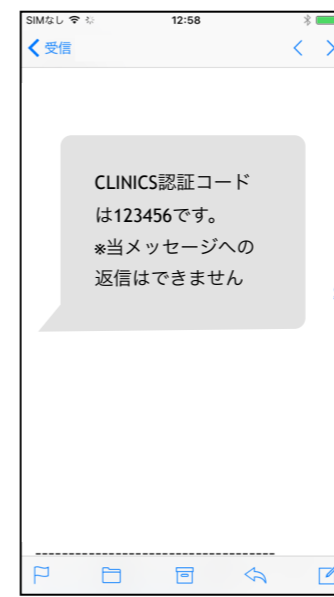 SIMなし 12:58
受信
CLINICS認証コード
は123456です。
※当メッセージへの
返信はできません